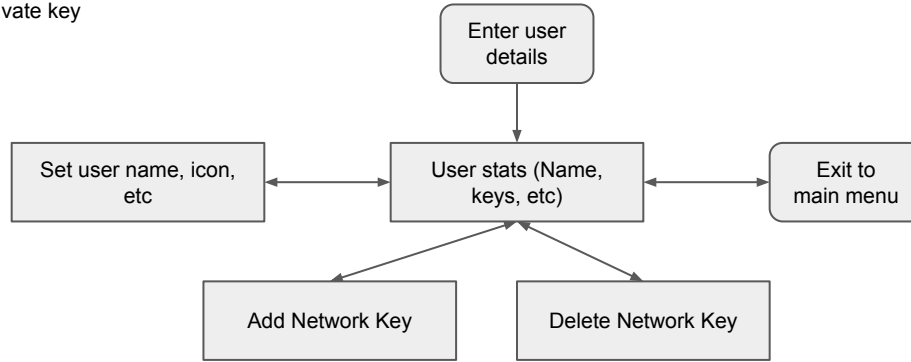 vate key
Enter user
details
Set user name, icon,
etc
User stats (Name,
keys, etc)
Exit to
main menu
Add Network Key
Delete Network Key